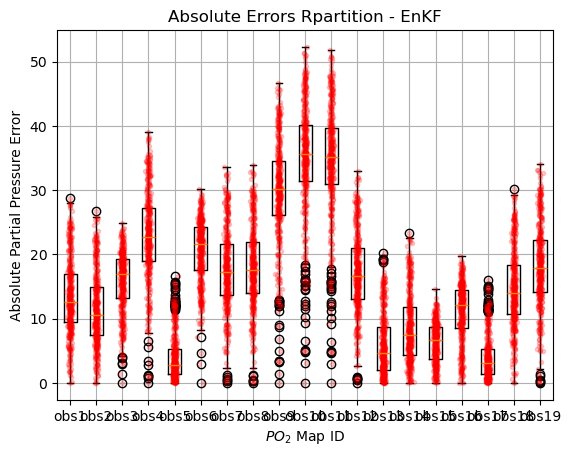 Absolute Errors Rpartition - EnKF
Absolute Partial Pressure Error
50
40
30
20
10
0
obs1 obs2 obs3 obs4 obs5 obs6 obs7 obs8 obs9 obs10 obs11 obs12 obs13 obs14 obs15 obs16 obs17 obs18 obs19
PO₂ Map ID